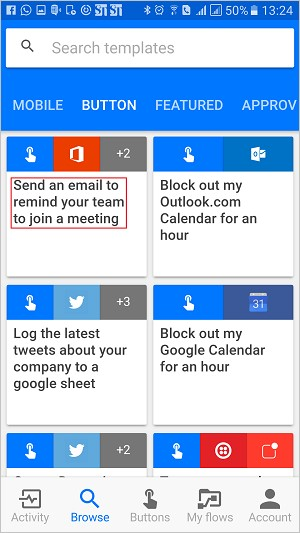 50% 13:24
Search templates
MOBILE BUTTON FEATURED APPROV
+2
Send an email to
remind your team
to join a meeting
Block out my
Outlook.com
Calendar for an
hour
+3
31
Log the latest
tweets about your
company to a
google sheet
Block out my
Google Calendar
for an hour
+2
Activity Browse Buttons My flows Account